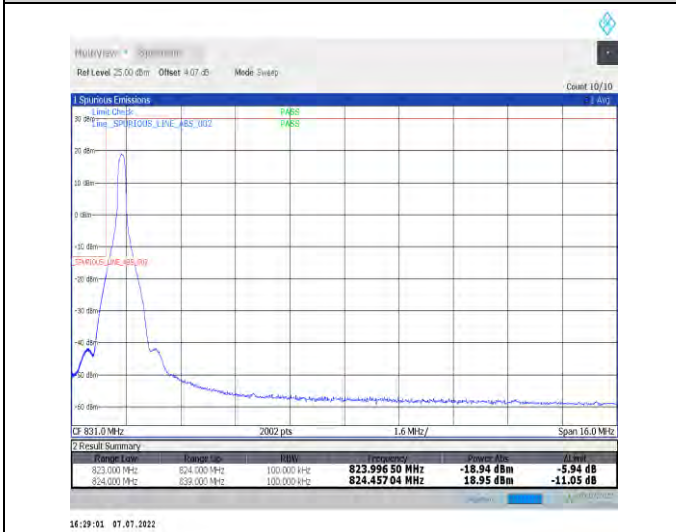 MultiView Spectrum
Ref Level 25.00 dBm Offset 4.07 dB Mode Sweep
Count 10/10
1 Spurious Emissions
1 Avg
Limit Check PASS
Line _SPURIOUS_LINE_ABS_002 PASS
30 dBm
20 dBm
10 dBm
0 dBm
-10 dBm
_SPURIOUS_LINE_ABS_002
-20 dBm
-30 dBm
-40 dBm
-50 dBm
-60 dBm
CF 831.0 MHz 2002 pts 1.6 MHz/ Span 16.0 MHz
2 Result Summary
Range Low Range Up RBW Frequency Power Abs ΔLimit
823.000 MHz 824.000 MHz 100.000 kHz 823.996 50 MHz -18.94 dBm -5.94 dB
824.000 MHz 839.000 MHz 100.000 kHz 824.457 04 MHz 18.95 dBm -11.05 dB
16:29:01 07.07.2022